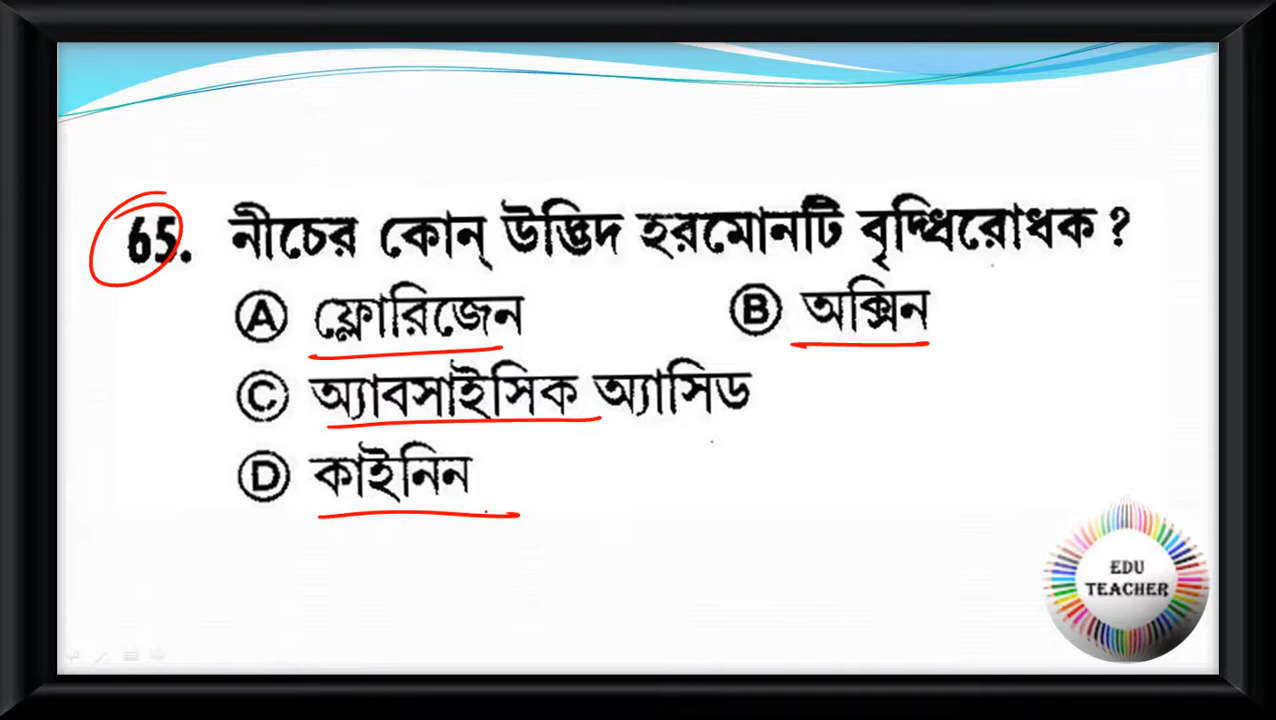 65. নীচের কোন্ উদ্ভিদ হরমোনটি বৃদ্ধিরোধক ?
Ⓐ ফ্লোরিজেন Ⓑ অক্সিন
Ⓒ অ্যাবসাইসিক অ্যাসিড
Ⓓ কাইনিন
EDU
TEACHER